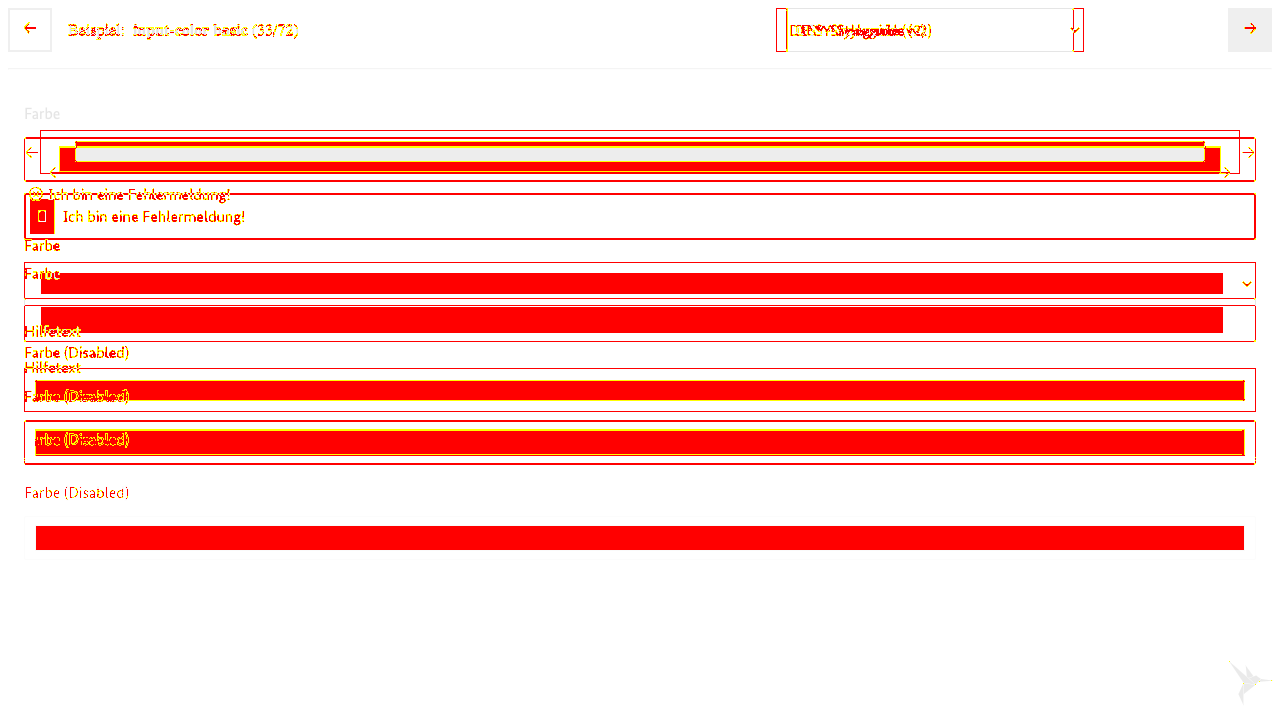 Beispiel: input-color basic (33/72)
Farbe
Ich bin eine Fehlermeldung!
Ich bin eine Fehlermeldung!
Farbe
Farbe
Hilfetext
Farbe (Disabled)
Hilfetext
Farbe (Disabled)
Farbe (Disabled)
Farbe (Disabled)